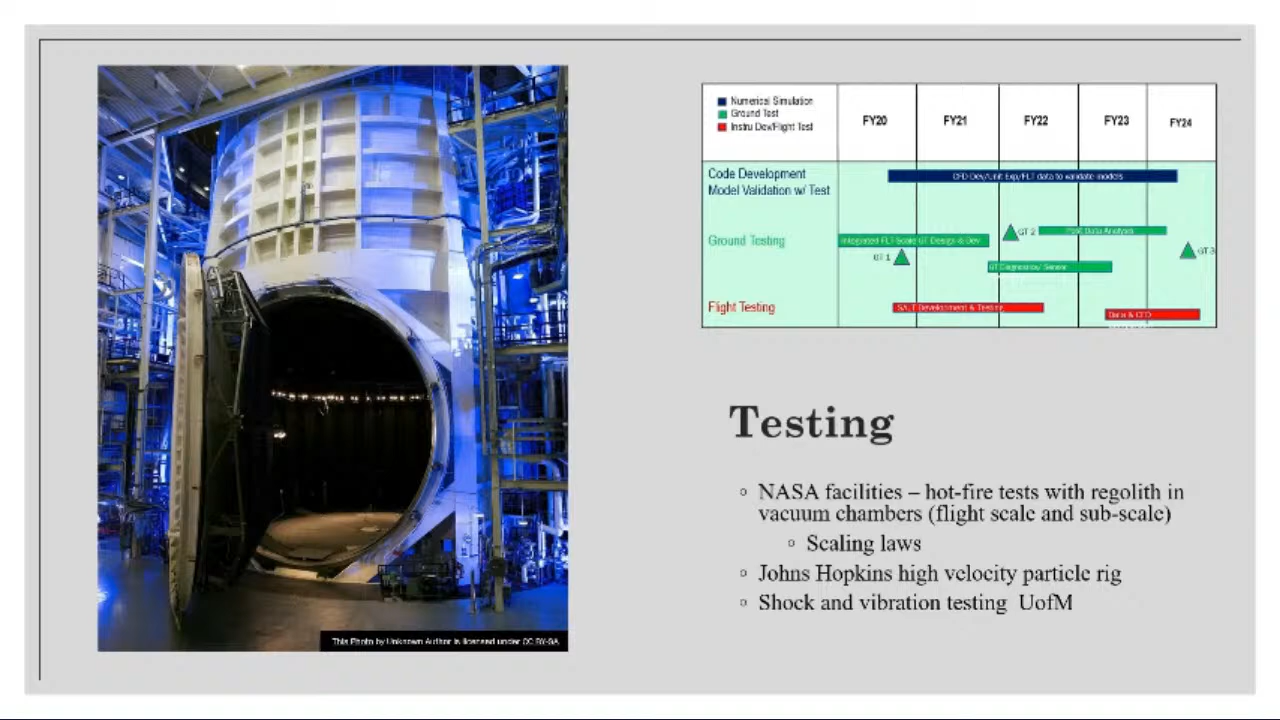 Numerical Simulation
Ground Test
Instru Dev/Flight Test
FY20
FY21
FY22
FY23
FY24
Code Development
Model Validation w/ Test
CFD Dev/Unit Exp/FLT data to validate models
Ground Testing
Integrated FLT Scale GT Design & Dev
GT 1
GT 2
Post Data Analysis
GT Diagnostics/ Sensor
GT 3
Flight Testing
SALT Development & Testing
Data & CFD
Testing
◦ NASA facilities – hot-fire tests with regolith in
vacuum chambers (flight scale and sub-scale)
◦ Scaling laws
◦ Johns Hopkins high velocity particle rig
◦ Shock and vibration testing UofM
This Photo by Unknown Author is licensed under CC BY-SA